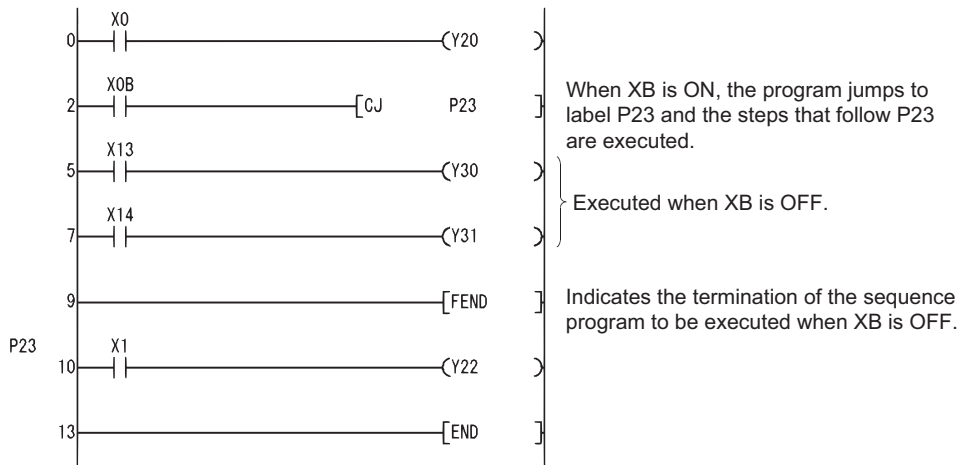 X0
0 (Y20 )
X0B
2 [CJ P23 ]
When XB is ON, the program jumps to
label P23 and the steps that follow P23
are executed.
X13
5 (Y30 )
Executed when XB is OFF.
X14
7 (Y31 )
9 [FEND ]
Indicates the termination of the sequence
program to be executed when XB is OFF.
P23
X1
10 (Y22 )
13 [END ]